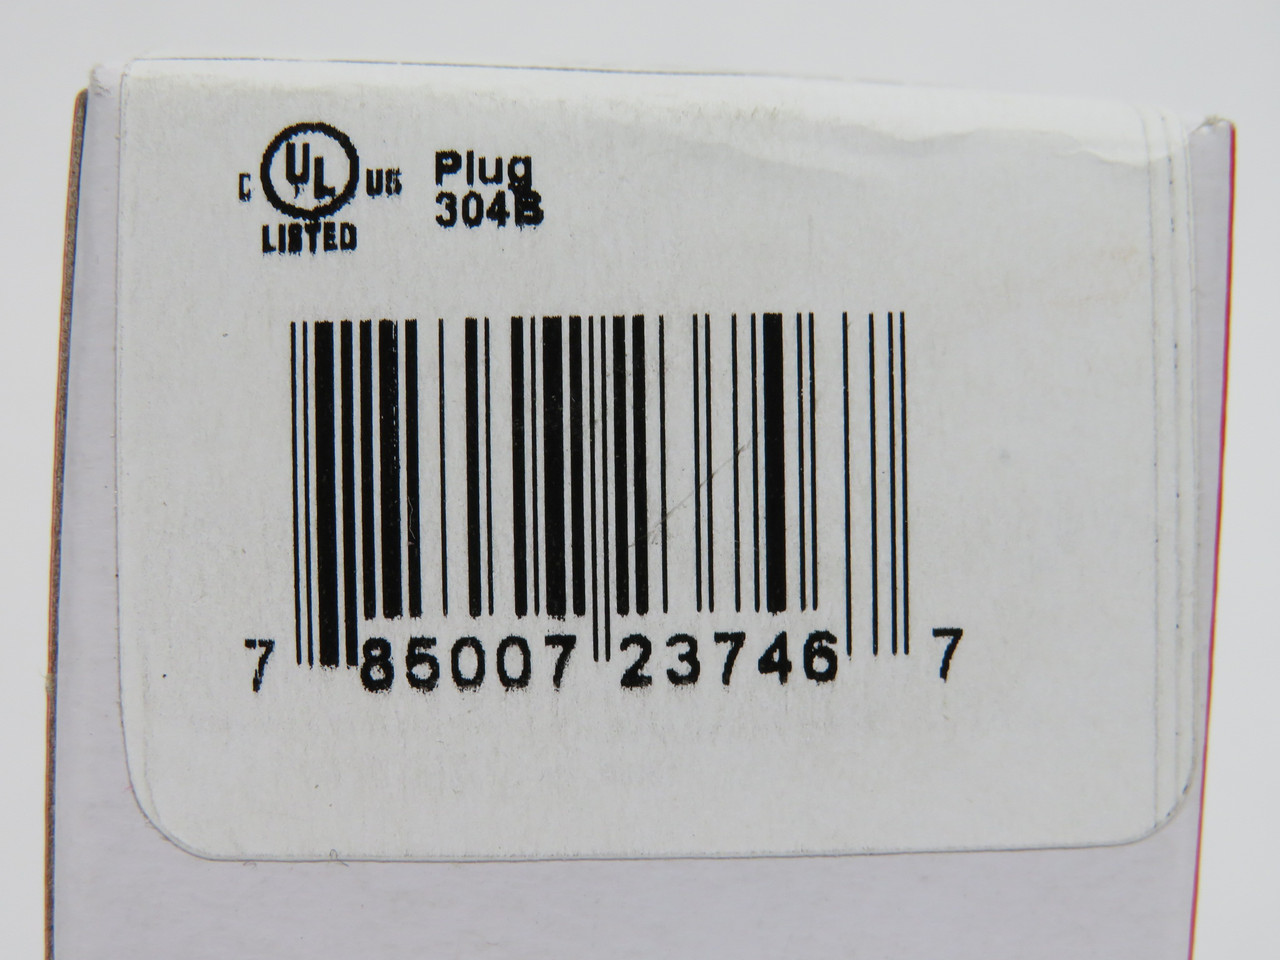 C UL US
LISTED
Plug
304B
7 85007 23746 7